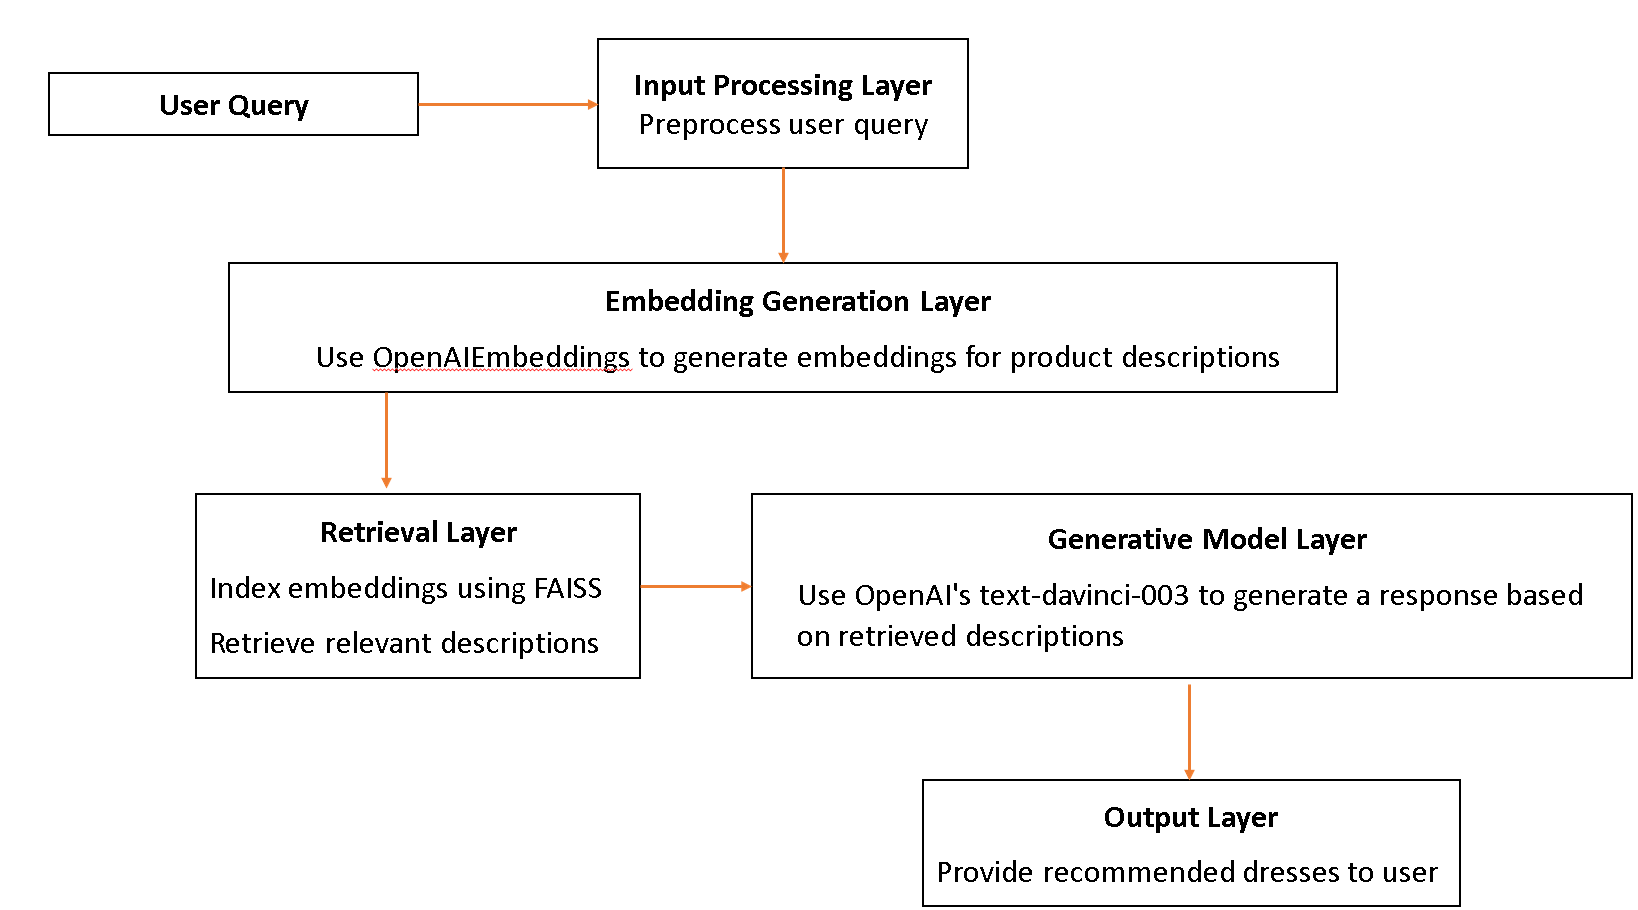 User Query
Input Processing Layer
Preprocess user query
Embedding Generation Layer
Use OpenAIEmbeddings to generate embeddings for product descriptions
Retrieval Layer
Index embeddings using FAISS
Retrieve relevant descriptions
Generative Model Layer
Use OpenAI's text-davinci-003 to generate a response based
on retrieved descriptions
Output Layer
Provide recommended dresses to user